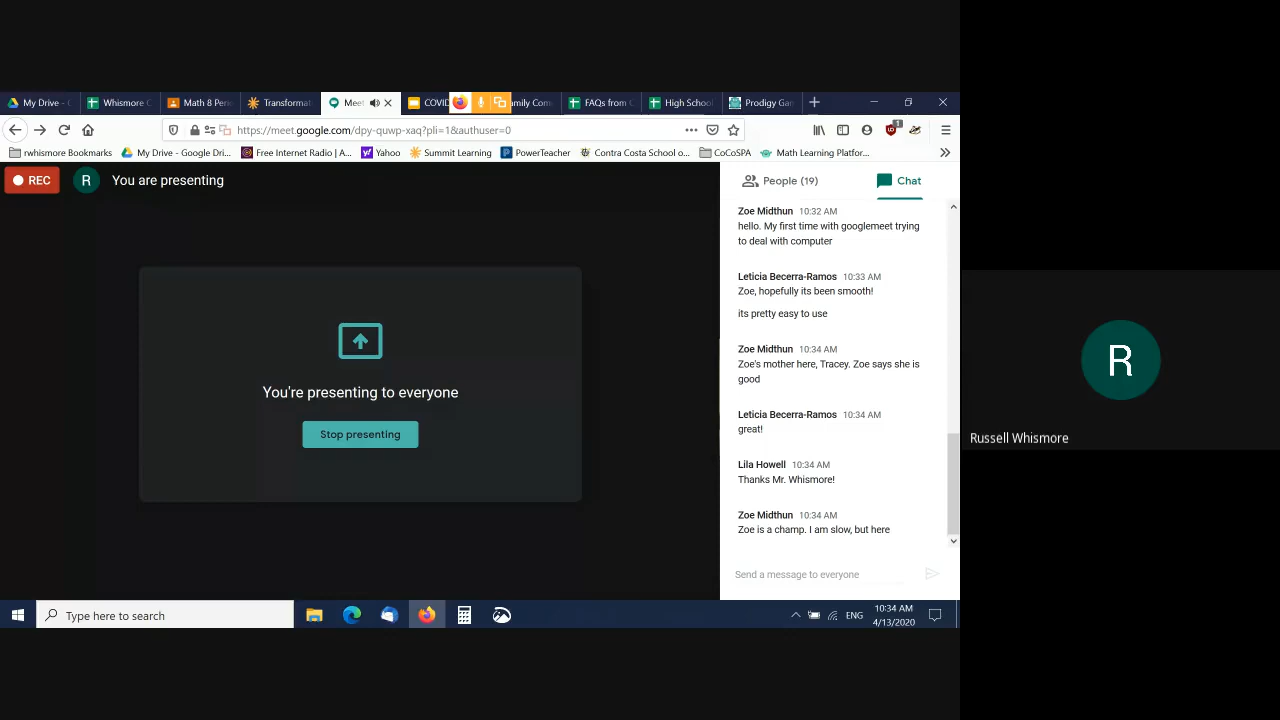 My Drive - G
Whismore C
Math 8 Peri
Transformat
Meet
COVID
amily Com
FAQs from C
High School
Prodigy Gam
https://meet.google.com/dpy-quwp-xaq?pli=1&authuser=0
1
rwhismore Bookmarks
My Drive - Google Dri...
Free Internet Radio | A...
Yahoo
Summit Learning
PowerTeacher
Contra Costa School o...
CoCoSPA
Math Learning Platfor...
REC
R
You are presenting
People (19)
Chat
Zoe Midthun 10:32 AM
hello. My first time with googlemeet trying
to deal with computer
Leticia Becerra-Ramos 10:33 AM
Zoe, hopefully its been smooth!
its pretty easy to use
Zoe Midthun 10:34 AM
Zoe's mother here, Tracey. Zoe says she is
good
Leticia Becerra-Ramos 10:34 AM
great!
Lila Howell 10:34 AM
Thanks Mr. Whismore!
Zoe Midthun 10:34 AM
Zoe is a champ. I am slow, but here
Send a message to everyone
You're presenting to everyone
Stop presenting
R
Russell Whismore
Type here to search
ENG
10:34 AM
4/13/2020